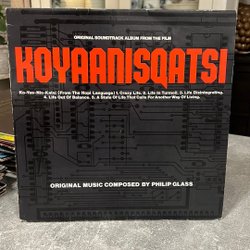 ORIGINAL SOUNDTRACK ALBUM FROM THE FILM
KOYAANISQATSI
Ko-Yan-Nis-Katsi (From The Hopi Language) 1. Crazy Life. 2. Life In Turmoil. 3. Life Disintegrating.
4. Life Out Of Balance. 5. A State Of Life That Calls For Another Way Of Living.
ORIGINAL MUSIC COMPOSED BY PHILIP GLASS